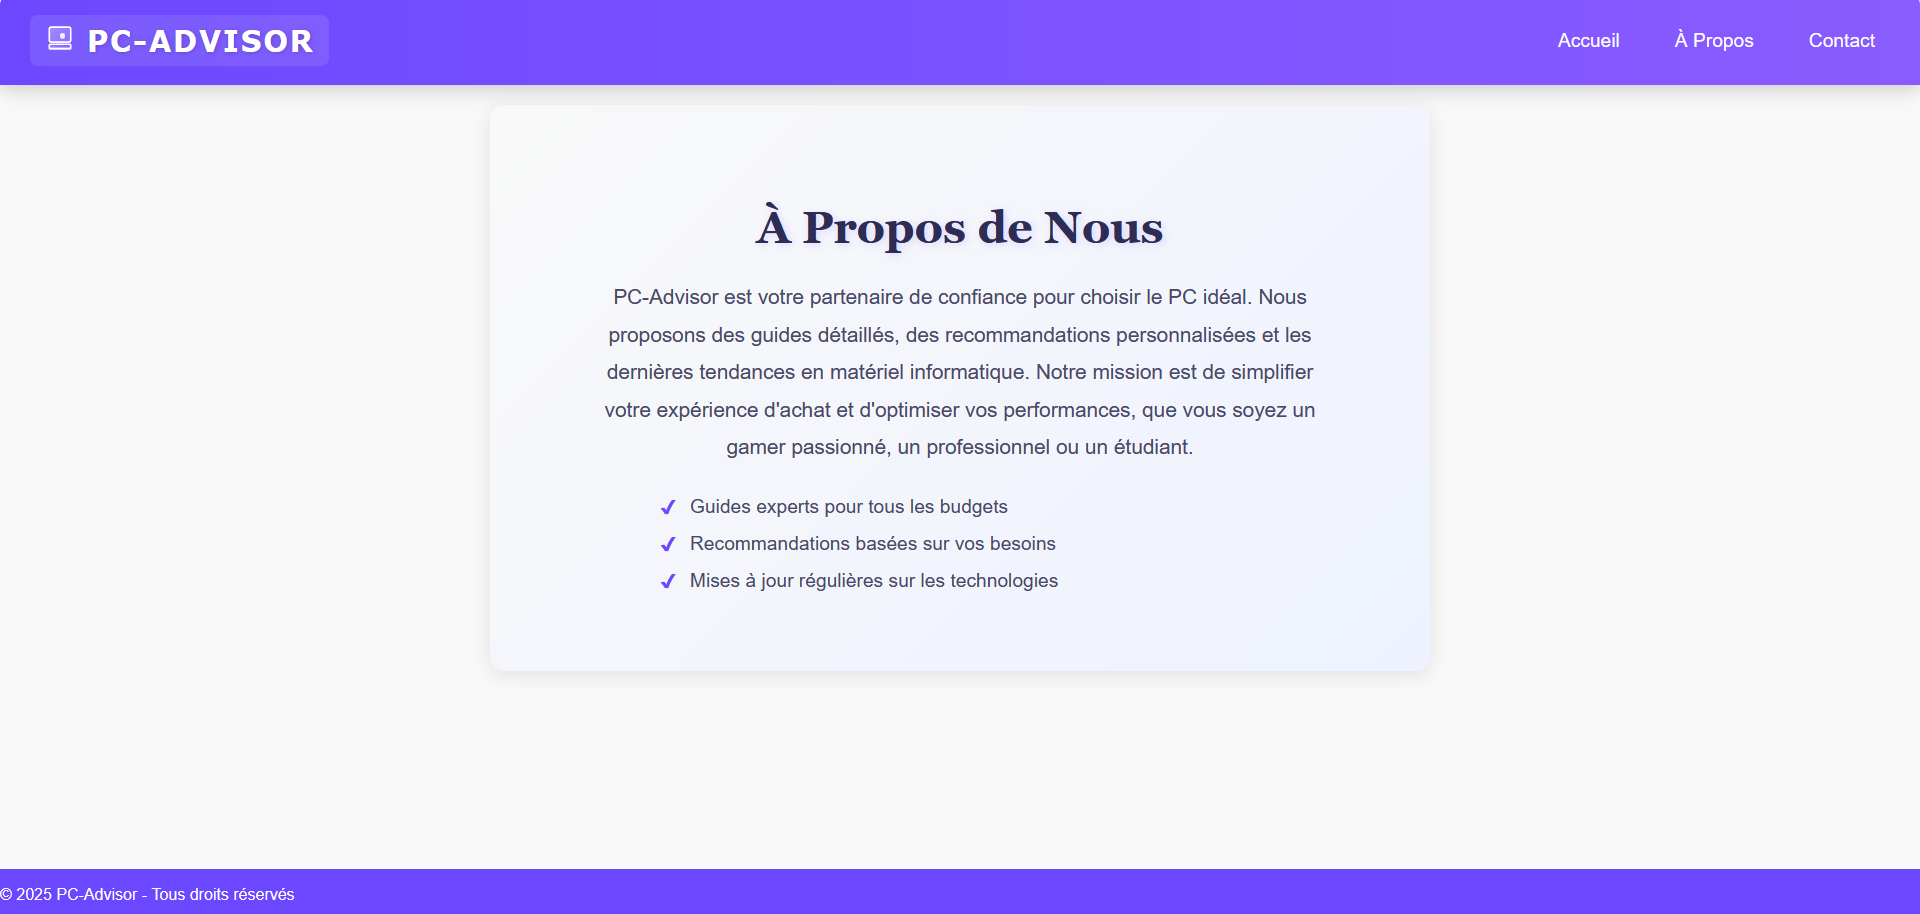 PC-ADVISOR
Accueil
À Propos
Contact
À Propos de Nous
PC-Advisor est votre partenaire de confiance pour choisir le PC idéal. Nous
proposons des guides détaillés, des recommandations personnalisées et les
dernières tendances en matériel informatique. Notre mission est de simplifier
votre expérience d'achat et d'optimiser vos performances, que vous soyez un
gamer passionné, un professionnel ou un étudiant.
✔ Guides experts pour tous les budgets
✔ Recommandations basées sur vos besoins
✔ Mises à jour régulières sur les technologies
© 2025 PC-Advisor - Tous droits réservés